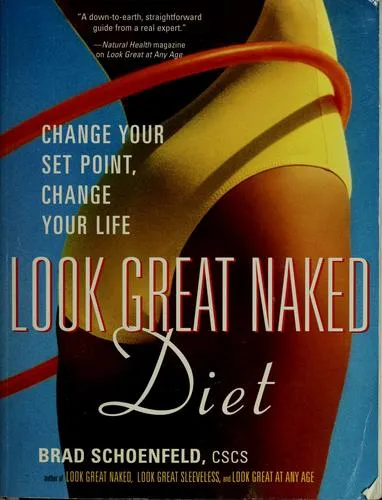 "A down-to-earth, straightforward
guide from a real expert."
—Natural Health magazine
on Look Great at Any Age
CHANGE YOUR
SET POINT,
CHANGE
YOUR LIFE
LOOK GREAT NAKED
Diet
BRAD SCHOENFELD, CSCS
author of LOOK GREAT NAKED, LOOK GREAT SLEEVELESS, and LOOK GREAT AT ANY AGE